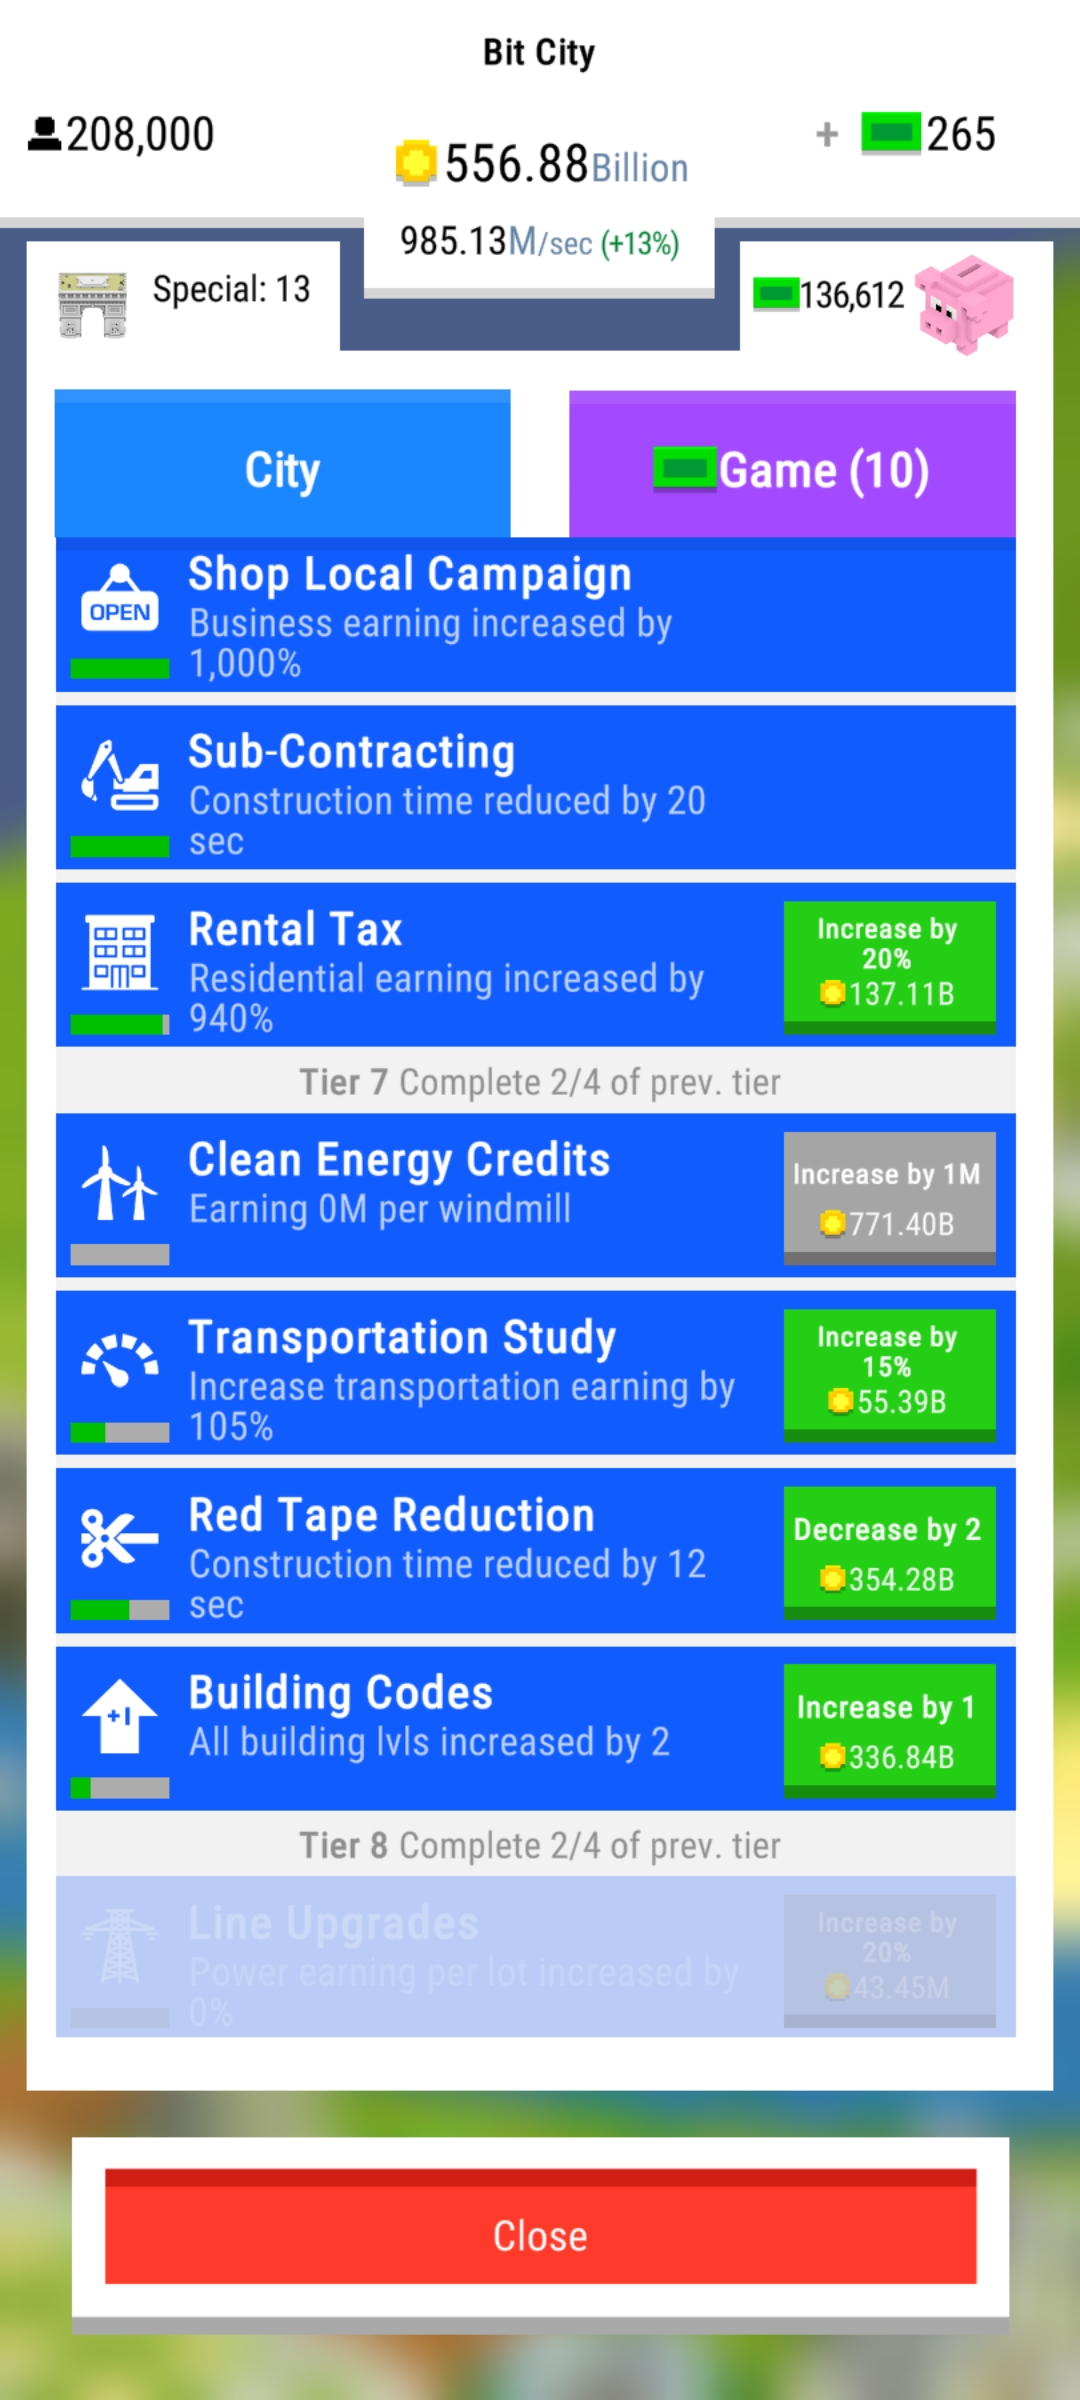 Bit City
208,000
556.88Billion
+ 265
985.13M/sec (+13%)
Special: 13
136,612
City
Game (10)
Shop Local Campaign
OPEN
Business earning increased by
1,000%
Sub-Contracting
Construction time reduced by 20
sec
Rental Tax
Residential earning increased by
940%
Increase by
20%
137.11B
Tier 7 Complete 2/4 of prev. tier
Clean Energy Credits
Earning 0M per windmill
Increase by 1M
771.40B
Transportation Study
Increase transportation earning by
105%
Increase by
15%
55.39B
Red Tape Reduction
Construction time reduced by 12
sec
Decrease by 2
354.28B
+1
Building Codes
All building lvls increased by 2
Increase by 1
336.84B
Tier 8 Complete 2/4 of prev. tier
Line Upgrades
Power earning per lot increased by
0%
Increase by
20%
43.45M
Close